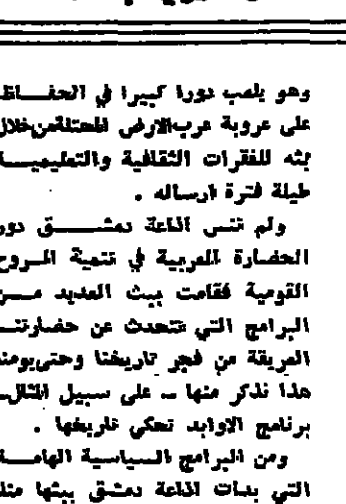 وهو يلعب دورا كبيرا في الحفاظ
على عروبة عرب الارض المحتلة من خلال
بثه للفقرات الثقافية والتعليمية
طيلة فترة ارساله .
ولم تنس اذاعة دمشق دور
الحضارة العربية في تنمية الروح
القومية فقامت ببث العديد من
البرامج التي تتحدث عن حضارتنا
العريقة من فجر تاريخنا وحتى يومنا
هذا نذكر منها ـ على سبيل المثال ـ
برنامج الاوابد تحكي تاريخها .
ومن البرامج السياسية الهامة
التي بدات اذاعة دمشق ببثها منذ